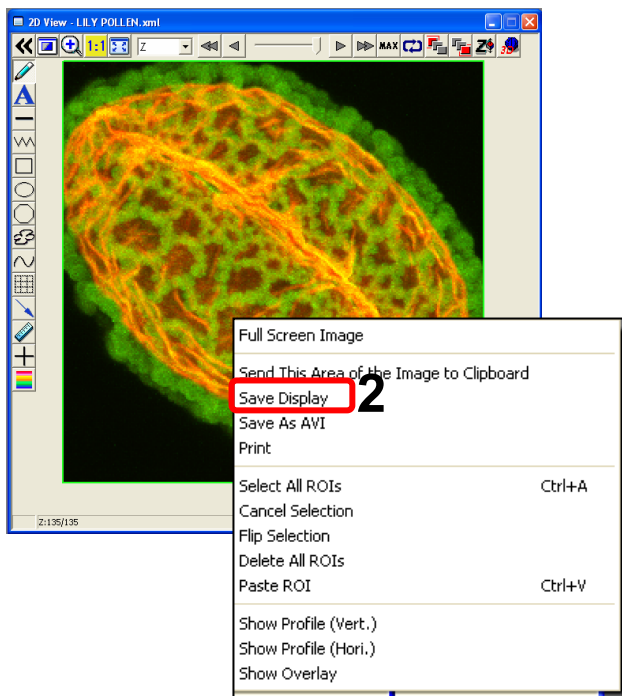 2D View - LILY POLLEN.xml
1:1 Z MAX Z 3D
A
Full Screen Image
Send This Area of the Image to Clipboard
Save Display 2
Save As AVI
Print
Select All ROIs Ctrl+A
Cancel Selection
Flip Selection
Delete All ROIs
Paste ROI Ctrl+V
Show Profile (Vert.)
Show Profile (Hori.)
Show Overlay
Z:135/135